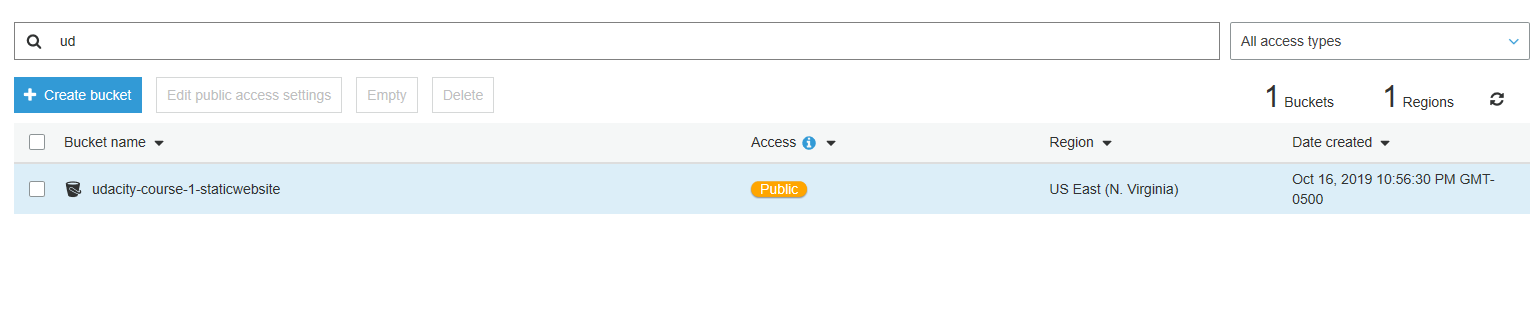 ud
All access types
Create bucket
Edit public access settings
Empty
Delete
1 Buckets
1 Regions
Bucket name
Access
Region
Date created
udacity-course-1-staticwebsite
Public
US East (N. Virginia)
Oct 16, 2019 10:56:30 PM GMT-
0500